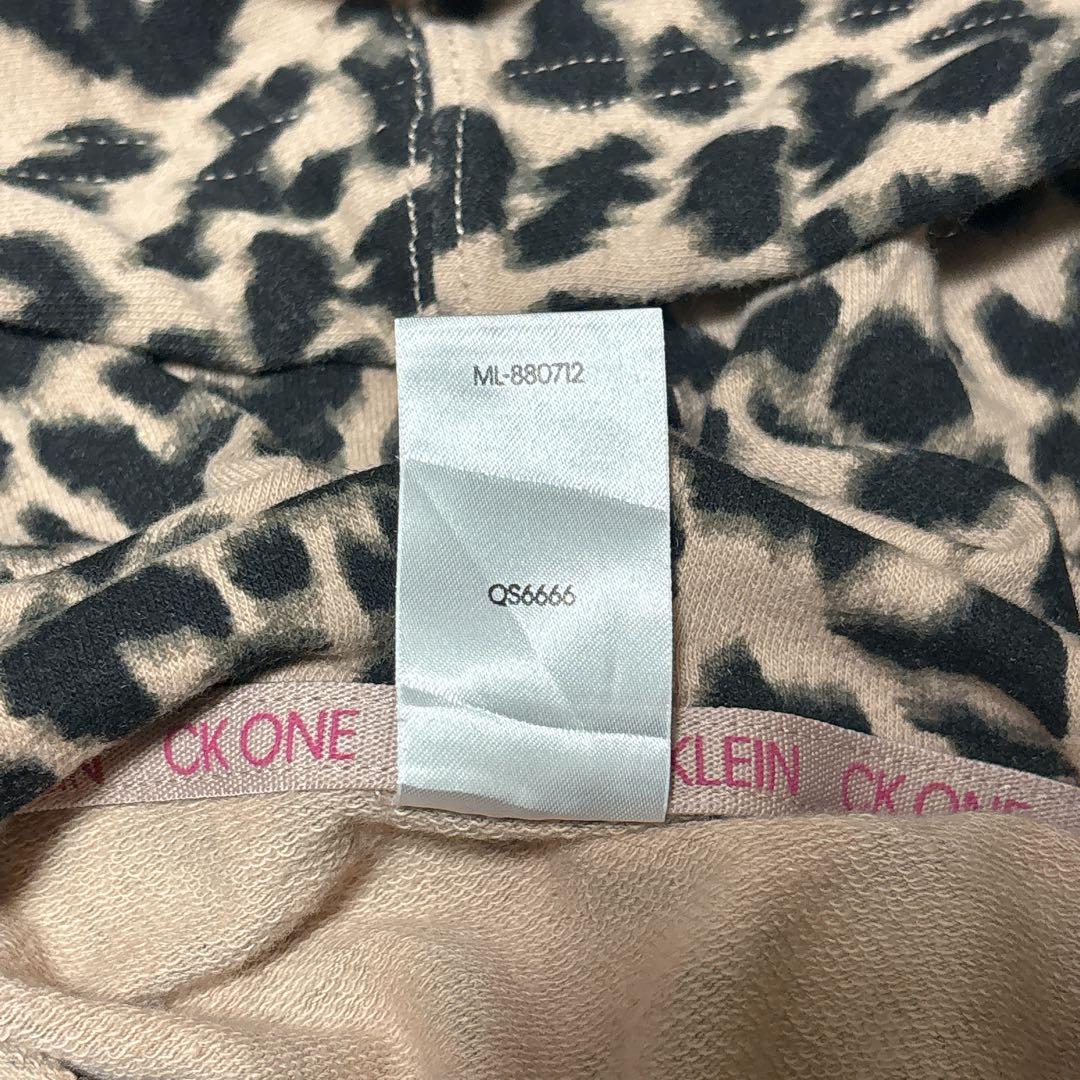 ML-880712
QS6666
CK ONE KLEIN CK ONE